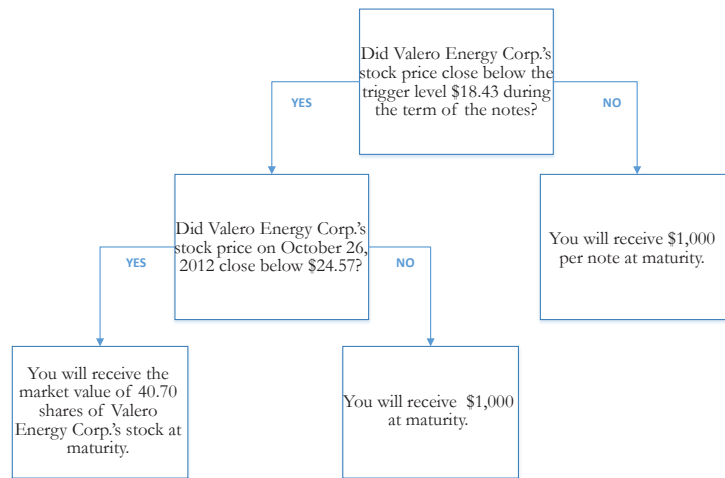 Did Valero Energy Corp.'s
stock price close below the
trigger level $18.43 during
the term of the notes?
YES
NO
Did Valero Energy Corp.'s
stock price on October 26,
2012 close below $24.57?
You will receive $1,000
per note at maturity.
YES
NO
You will receive the
market value of 40.70
shares of Valero
Energy Corp.'s stock at
maturity.
You will receive $1,000
at maturity.